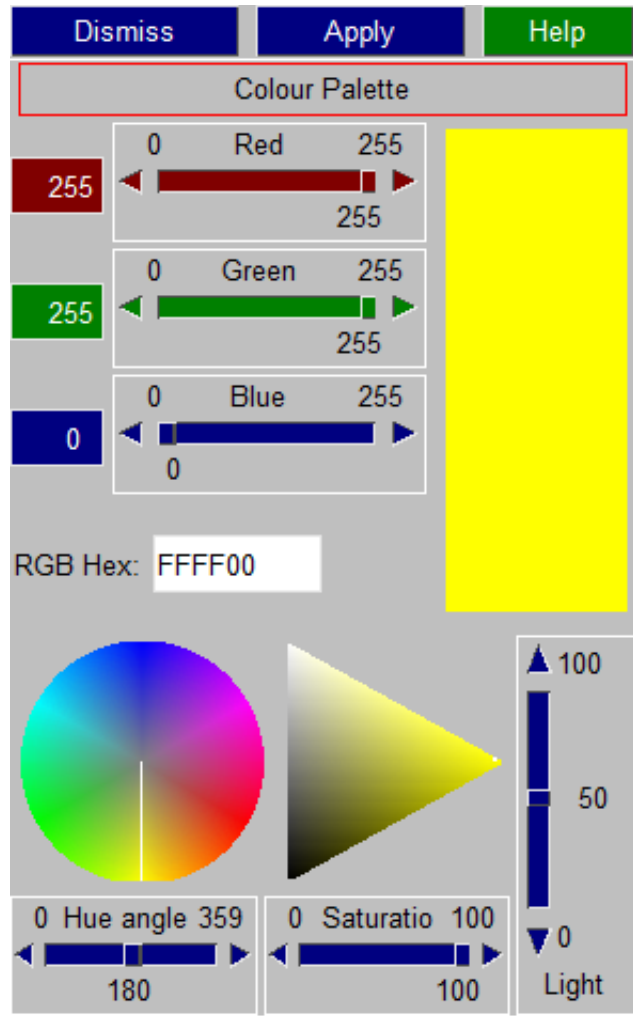 Dismiss Apply Help
Colour Palette
0 Red 255
255
255
0 Green 255
255
255
0 Blue 255
0
0
RGB Hex: FFFF00
100
50
0
Light
0 Hue angle 359
180
0 Saturatio 100
100